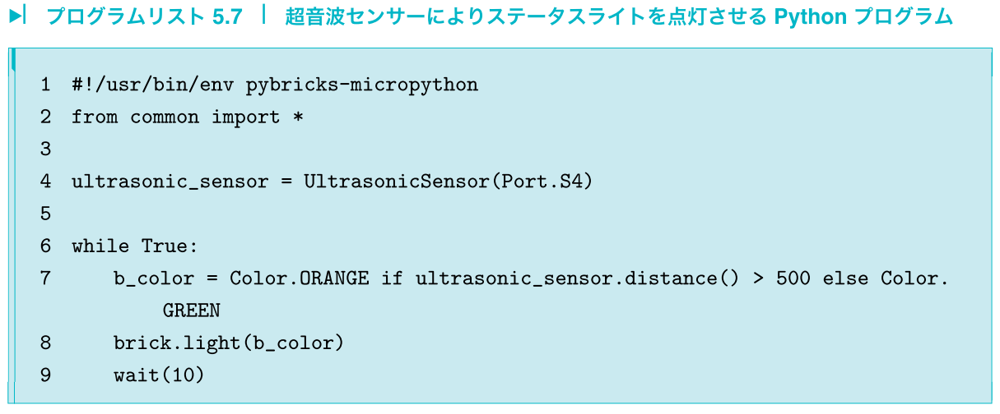 ▶| プログラムリスト 5.7 | 超音波センサーによりステータスライトを点灯させる Python プログラム
1 #!/usr/bin/env pybricks-micropython
2 from common import *
3
4 ultrasonic_sensor = UltrasonicSensor(Port.S4)
5
6 while True:
7     b_color = Color.ORANGE if ultrasonic_sensor.distance() > 500 else Color.
GREEN
8     brick.light(b_color)
9     wait(10)